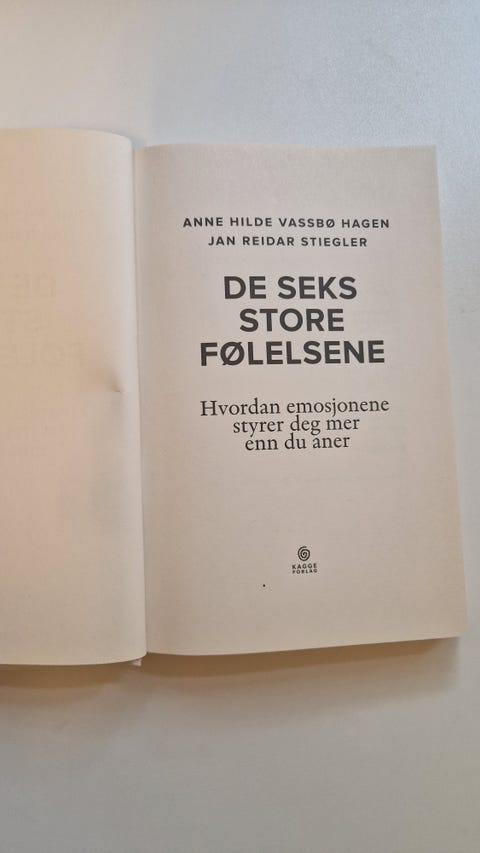 ANNE HILDE VASSBØ HAGEN
JAN REIDAR STIEGLER
DE SEKS
STORE
FØLELSENE
Hvordan emosjonene
styrer deg mer
enn du aner
KAGGE
FORLAG